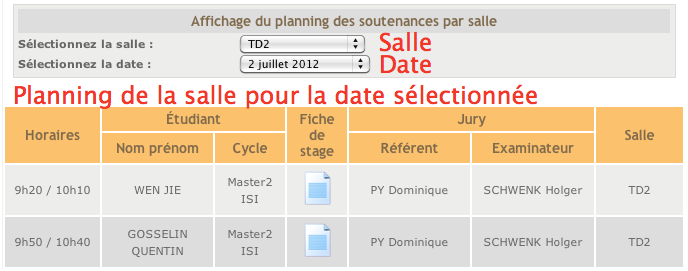 Affichage du planning des soutenances par salle
Sélectionnez la salle : TD2 Salle
Sélectionnez la date : 2 juillet 2012 Date
Planning de la salle pour la date sélectionnée
Horaires Étudiant Fiche de stage Jury Salle
Nom prénom Cycle Référent Examinateur
9h20 / 10h10 WEN JIE Master2 ISI PY Dominique SCHWENK Holger TD2
9h50 / 10h40 GOSSELIN QUENTIN Master2 ISI PY Dominique SCHWENK Holger TD2